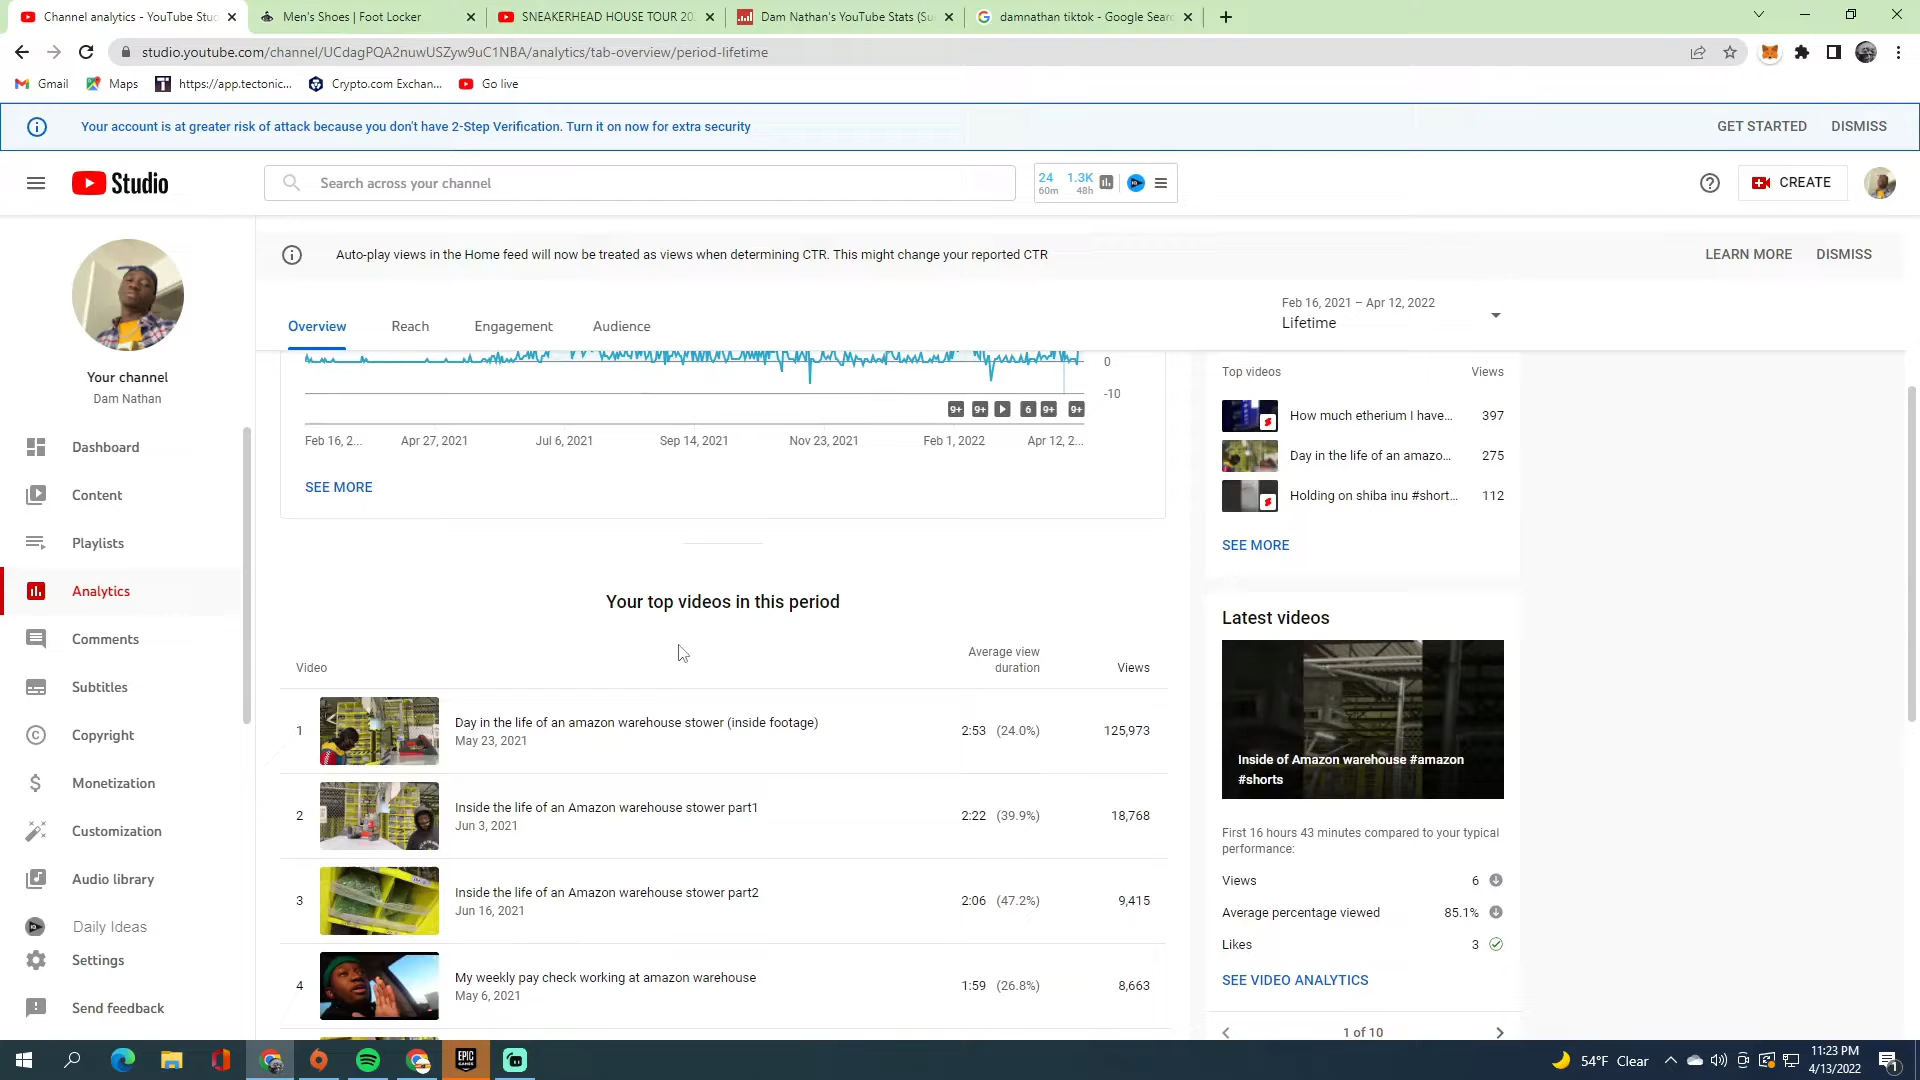 Channel analytics - YouTube Stu
Men's Shoes | Foot Locker
SNEAKERHEAD HOUSE TOUR 20
Dam Nathan's YouTube Stats (Su
damnathan tiktok - Google Sear
studio.youtube.com/channel/UCdagPQA2nuwUSZyw9uC1NBA/analytics/tab-overview/period-lifetime
Gmail
Maps
https://app.tectonic...
Crypto.com Exchan...
Go live
Your account is at greater risk of attack because you don't have 2-Step Verification. Turn it on now for extra security
GET STARTED
DISMISS
Studio
Search across your channel
24
60m
1.3K
48h
CREATE
Auto-play views in the Home feed will now be treated as views when determining CTR. This might change your reported CTR
LEARN MORE
DISMISS
Overview
Reach
Engagement
Audience
Feb 16, 2021 – Apr 12, 2022
Lifetime
Your channel
Dam Nathan
Dashboard
Content
Playlists
Analytics
Comments
Subtitles
Copyright
Monetization
Customization
Audio library
Daily Ideas
Settings
Send feedback
0
-10
9+
9+
6
9+
9+
Feb 16, 2...
Apr 27, 2021
Jul 6, 2021
Sep 14, 2021
Nov 23, 2021
Feb 1, 2022
Apr 12, 2...
SEE MORE
Your top videos in this period
Video
Average view
duration
Views
1
Day in the life of an amazon warehouse stower (inside footage)
May 23, 2021
2:53 (24.0%)
125,973
2
Inside the life of an Amazon warehouse stower part1
Jun 3, 2021
2:22 (39.9%)
18,768
3
Inside the life of an Amazon warehouse stower part2
Jun 16, 2021
2:06 (47.2%)
9,415
4
My weekly pay check working at amazon warehouse
May 6, 2021
1:59 (26.8%)
8,663
Top videos
Views
How much etherium I have...
397
Day in the life of an amazo...
275
Holding on shiba inu #short...
112
SEE MORE
Latest videos
Inside of Amazon warehouse #amazon
#shorts
First 16 hours 43 minutes compared to your typical
performance:
Views
6
Average percentage viewed
85.1%
Likes
3
SEE VIDEO ANALYTICS
1 of 10
EPIC
GAMES
54°F Clear
11:23 PM
4/13/2022
1